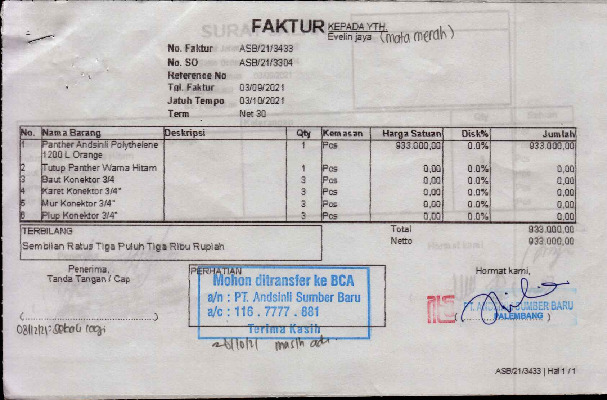 FAKTUR
KEPADA YTH.
Evelin jaya (mata merah)
No. Faktur ASB/21/3433
No. SO ASB/21/3304
Reference No
Tgl. Faktur 03/09/2021
Jatuh Tempo 03/10/2021
Term Net 30
No. Nama Barang Deskripsi Qty Kemasan Harga Satuan Disk% Jumlah
1 Panther Andsinli Polythelene 1 Pcs 933.000,00 0.0% 933.000,00
1200 L Orange
2 Tutup Panther Warna Hitam 1 Pcs 0,00 0.0% 0,00
3 Baut Konektor 3/4 3 Pcs 0,00 0.0% 0,00
4 Karet Konektor 3/4" 3 Pcs 0,00 0.0% 0,00
5 Mur Konektor 3/4" 3 Pcs 0,00 0.0% 0,00
6 Plup Konektor 3/4" 3 Pcs 0,00 0.0% 0,00
TERBILANG
Sembilan Ratus Tiga Puluh Tiga Ribu Rupiah
Total 933.000,00
Netto 933.000,00
Penerima,
Tanda Tangan / Cap
PERHATIAN
Mohon ditransfer ke BCA
a/n : PT. Andsinli Sumber Baru
a/c : 116 . 7777 . 881
Terima Kasih
Hormat kami,
SUMBER BARU
PALEMBANG
masih ada
ASB/21/3433 | Hal 1 / 1